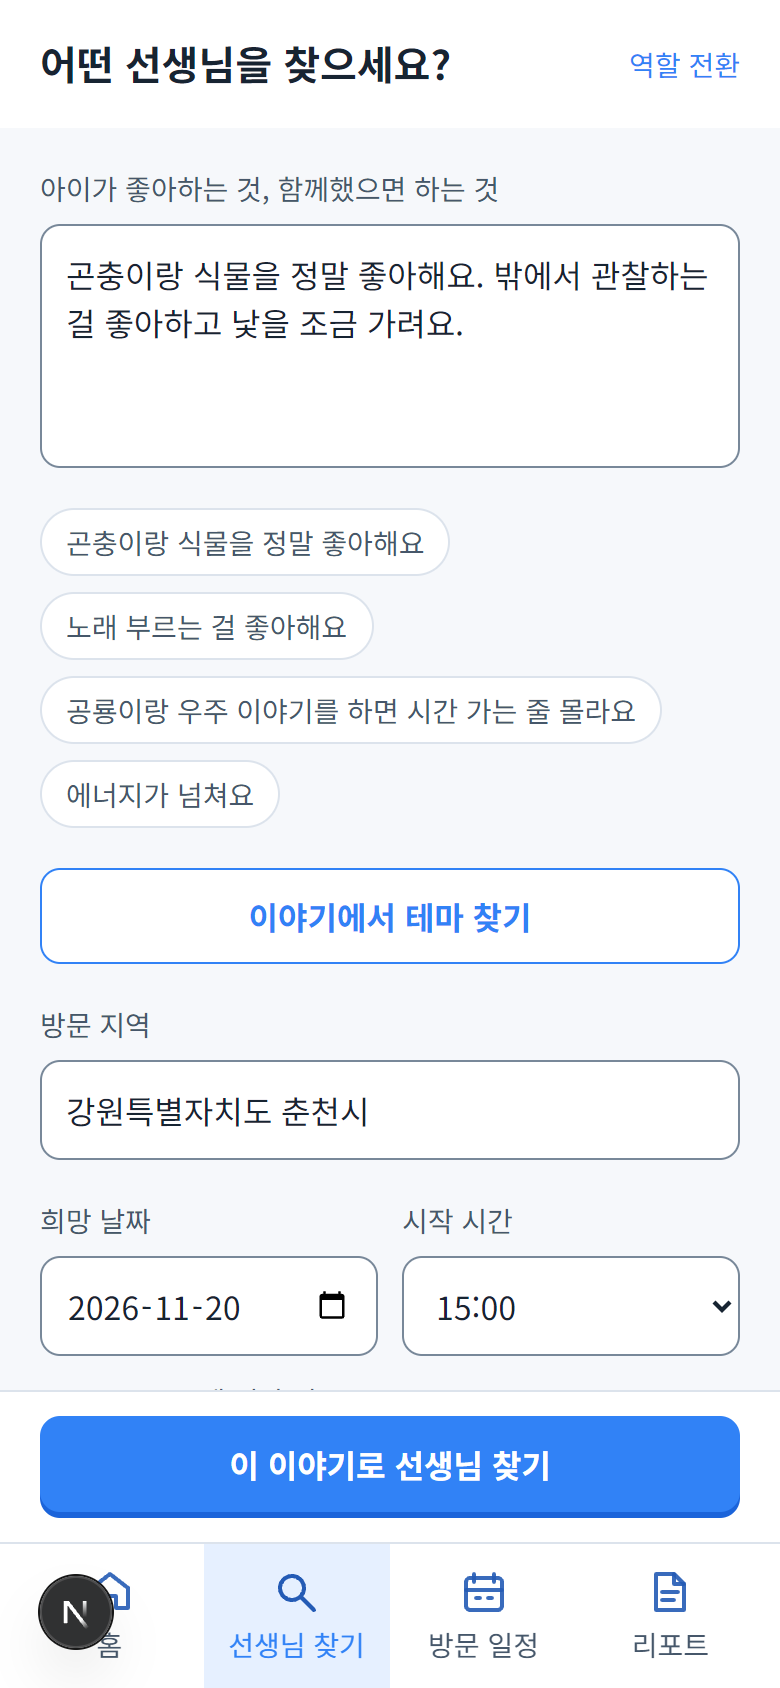 어떤 선생님을 찾으세요?
역할 전환
아이가 좋아하는 것, 함께했으면 하는 것
곤충이랑 식물을 정말 좋아해요. 밖에서 관찰하는
걸 좋아하고 낯을 조금 가려요.
곤충이랑 식물을 정말 좋아해요
노래 부르는 걸 좋아해요
공룡이랑 우주 이야기를 하면 시간 가는 줄 몰라요
에너지가 넘쳐요
이야기에서 테마 찾기
방문 지역
강원특별자치도 춘천시
희망 날짜
시작 시간
2026-11-20
15:00
이 이야기로 선생님 찾기
N
홈
선생님 찾기
방문 일정
리포트